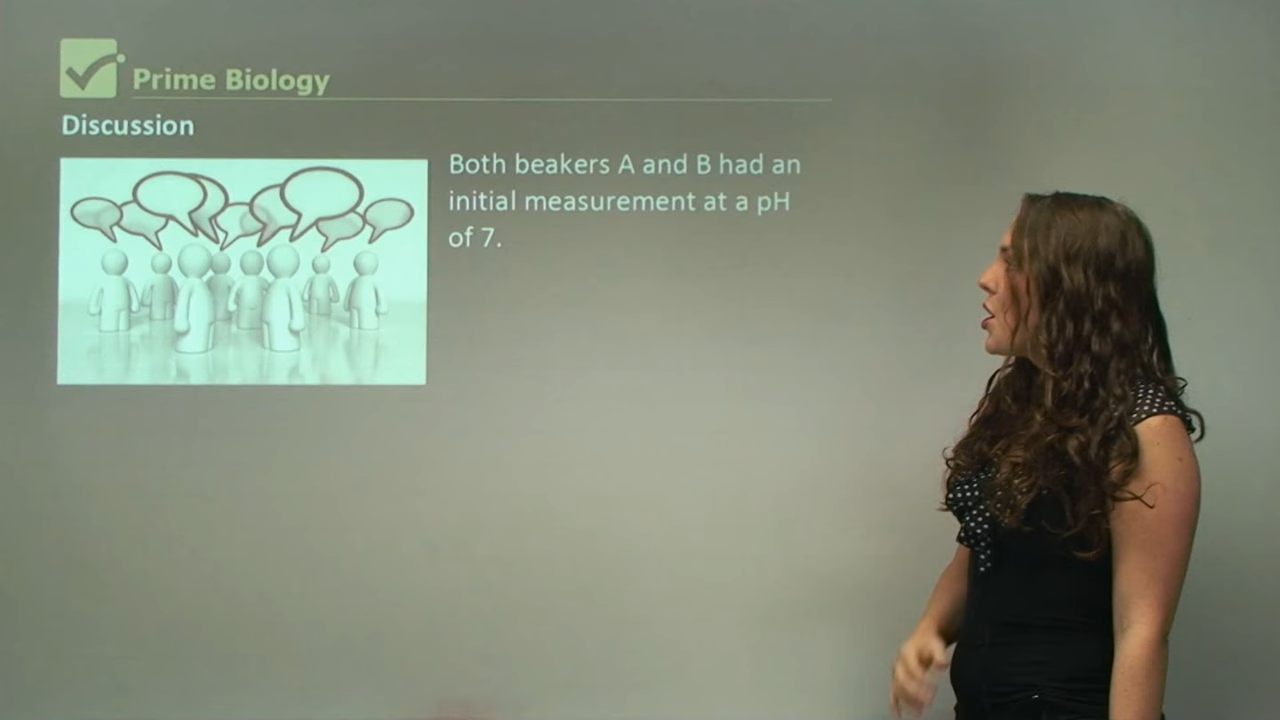 Prime Biology
Discussion
Both beakers A and B had an
initial measurement at a pH
of 7.